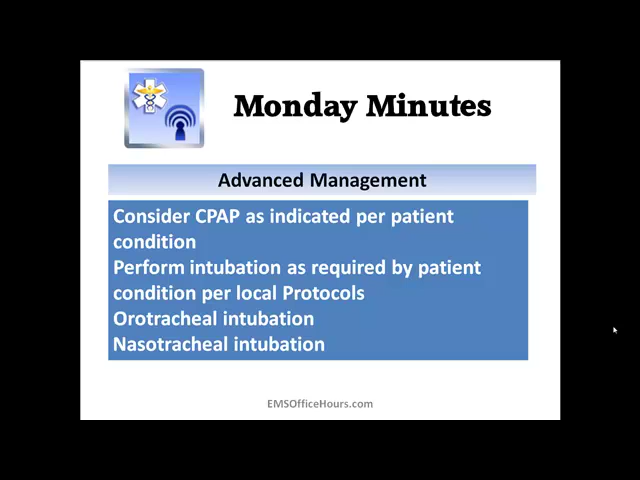 Monday Minutes
Advanced Management
Consider CPAP as indicated per patient
condition
Perform intubation as required by patient
condition per local Protocols
Orotracheal intubation
Nasotracheal intubation
EMSOfficeHours.com